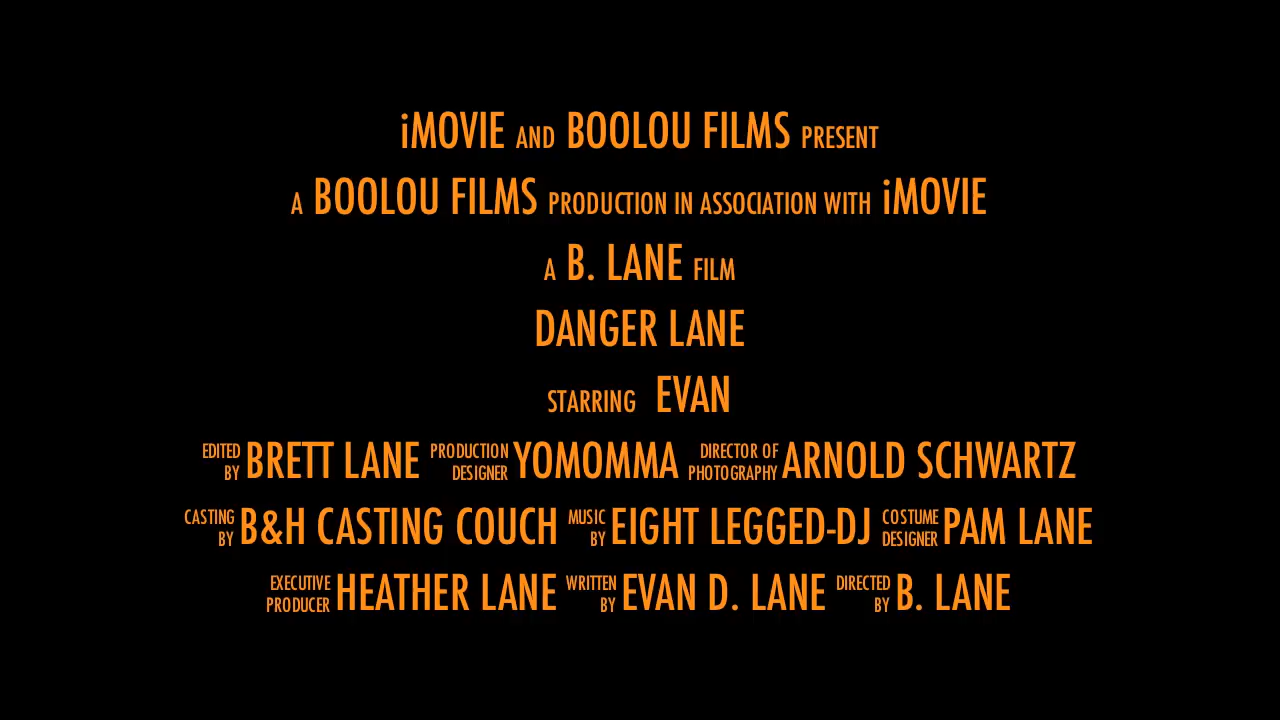 iMOVIE AND BOOLOU FILMS PRESENT
A BOOLOU FILMS PRODUCTION IN ASSOCIATION WITH iMOVIE
A B. LANE FILM
DANGER LANE
STARRING EVAN
EDITED BY BRETT LANE PRODUCTION DESIGNER YOMOMMA DIRECTOR OF PHOTOGRAPHY ARNOLD SCHWARTZ
CASTING BY B&H CASTING COUCH MUSIC BY EIGHT LEGGED-DJ COSTUME DESIGNER PAM LANE
EXECUTIVE PRODUCER HEATHER LANE WRITTEN BY EVAN D. LANE DIRECTED BY B. LANE